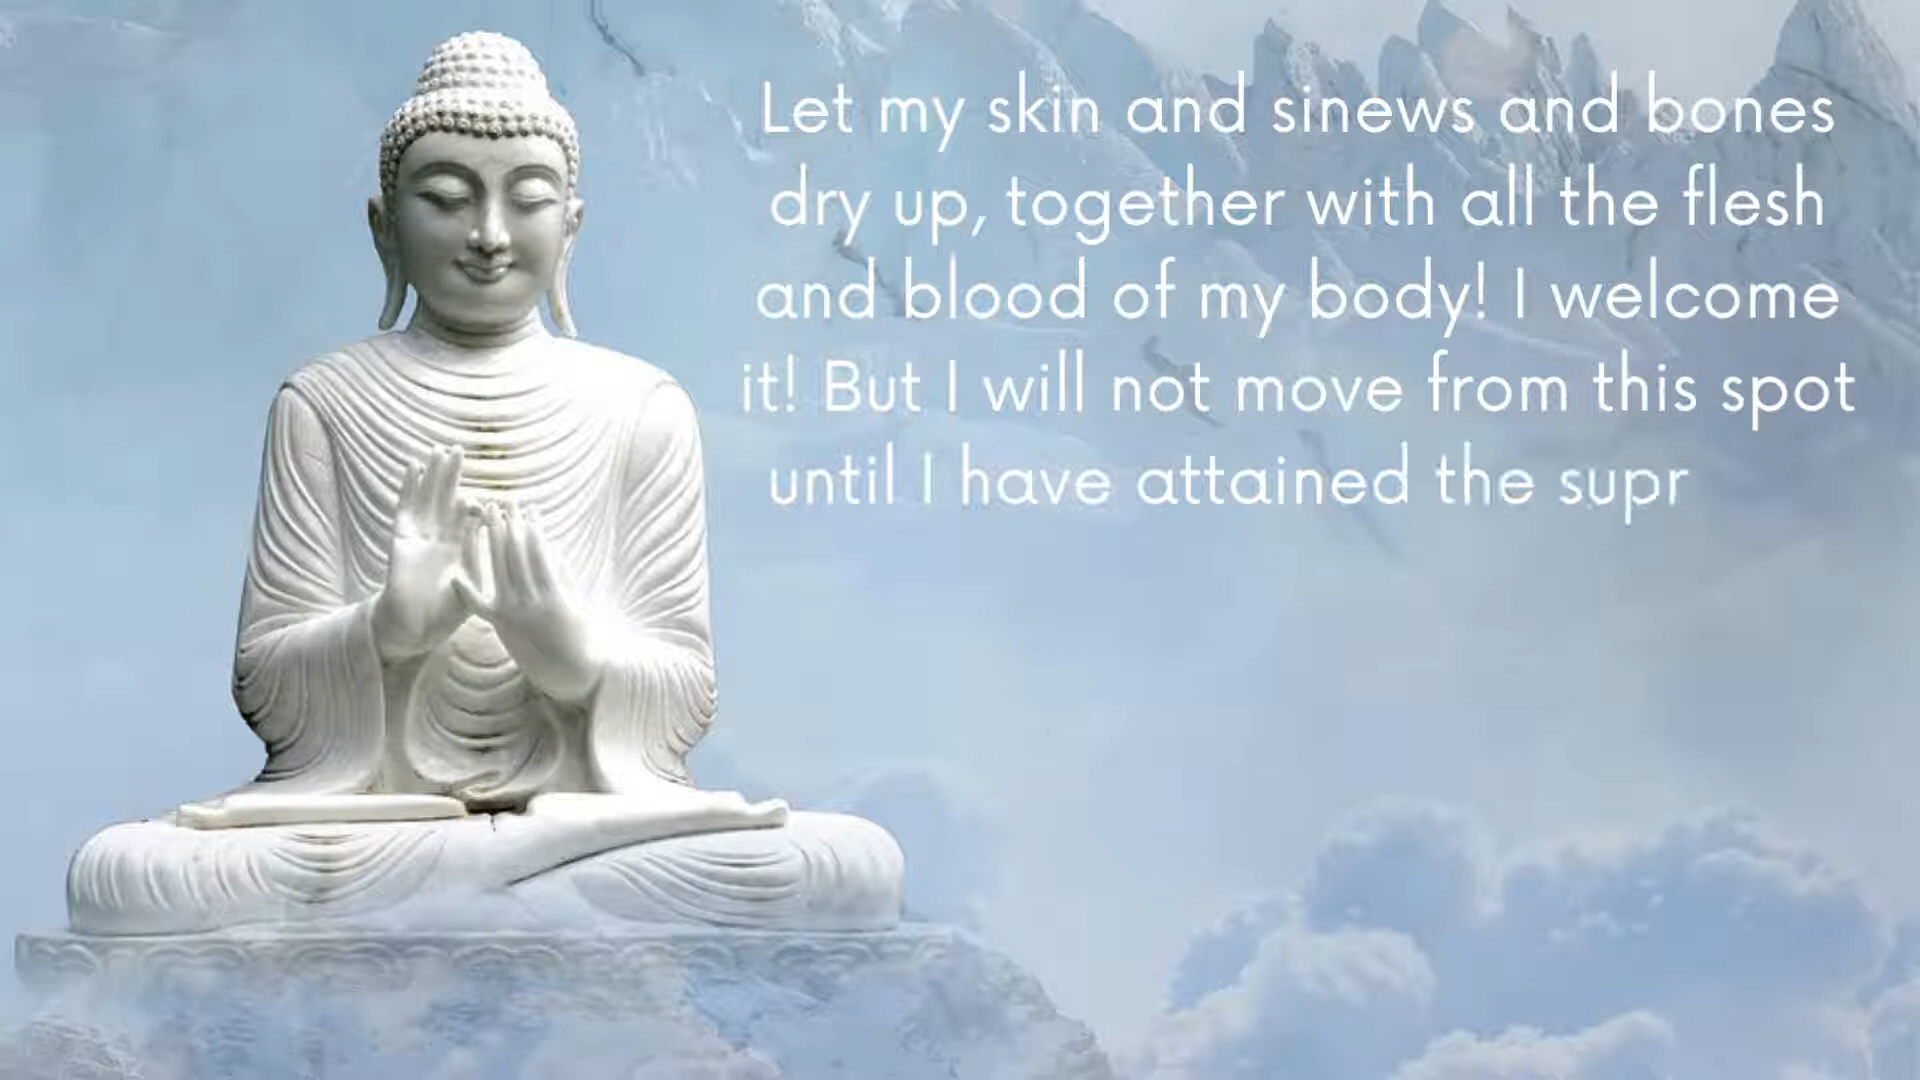 Let my skin and sinews and bones
dry up, together with all the flesh
and blood of my body! I welcome
it! But I will not move from this spot
until I have attained the supr